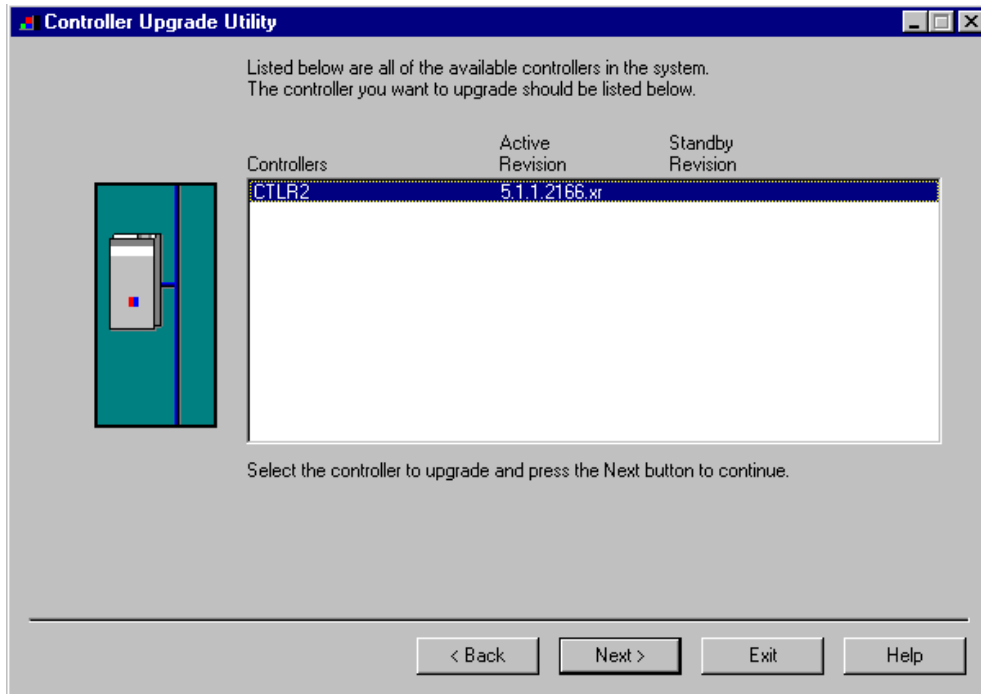 Controller Upgrade Utility
Listed below are all of the available controllers in the system.
The controller you want to upgrade should be listed below.
Controllers Active Revision Standby Revision
CTLR2 5.1.1.2166.xr
Select the controller to upgrade and press the Next button to continue.
< Back Next > Exit Help